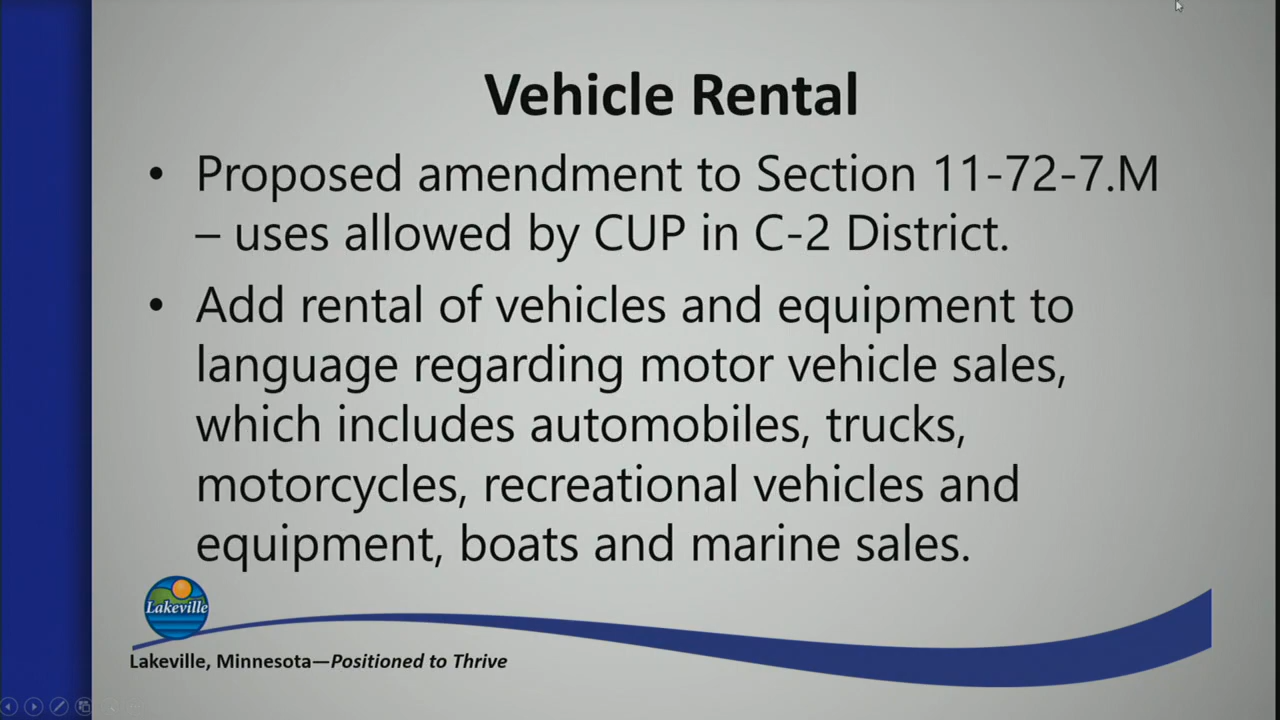 Vehicle Rental
• Proposed amendment to Section 11-72-7.M
– uses allowed by CUP in C-2 District.
• Add rental of vehicles and equipment to
language regarding motor vehicle sales,
which includes automobiles, trucks,
motorcycles, recreational vehicles and
equipment, boats and marine sales.
Lakeville
Lakeville, Minnesota—Positioned to Thrive